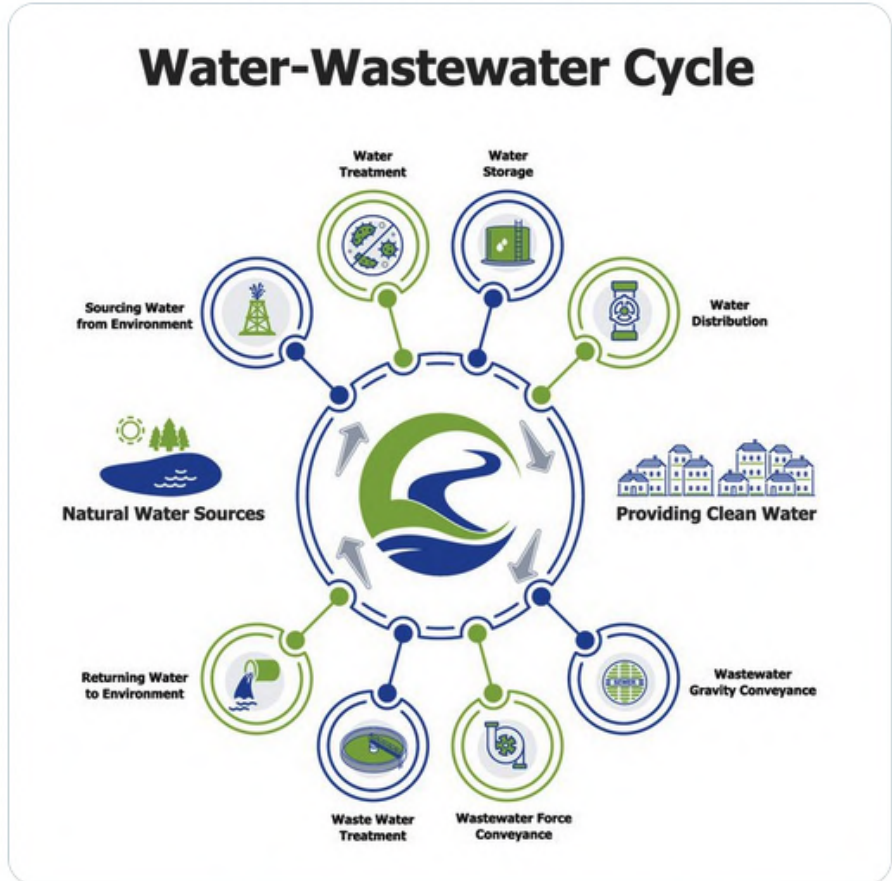 Water-Wastewater Cycle
Water
Treatment
Water
Storage
Sourcing Water
from Environment
Water
Distribution
Natural Water Sources
Providing Clean Water
Returning Water
to Environment
SEWER
Wastewater
Gravity Conveyance
Waste Water
Treatment
Wastewater Force
Conveyance